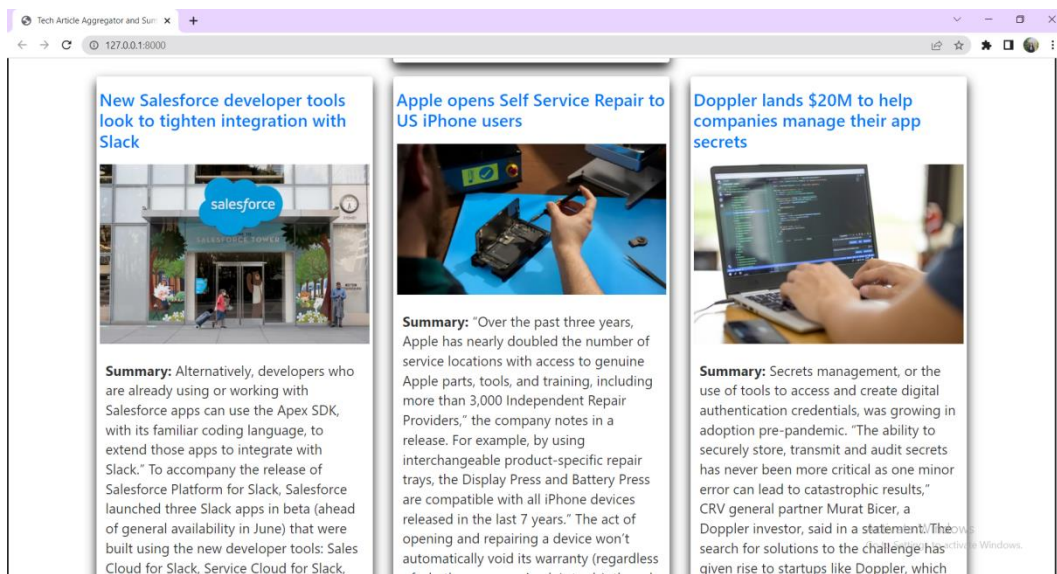 Tech Article Aggregator and Sum
127.0.0.1:8000
New Salesforce developer tools
look to tighten integration with
Slack
salesforce
SALESFORCE TOWER
Summary: Alternatively, developers who
are already using or working with
Salesforce apps can use the Apex SDK,
with its familiar coding language, to
extend those apps to integrate with
Slack.” To accompany the release of
Salesforce Platform for Slack, Salesforce
launched three Slack apps in beta (ahead
of general availability in June) that were
built using the new developer tools: Sales
Cloud for Slack, Service Cloud for Slack,
Apple opens Self Service Repair to
US iPhone users
Summary: “Over the past three years,
Apple has nearly doubled the number of
service locations with access to genuine
Apple parts, tools, and training, including
more than 3,000 Independent Repair
Providers,” the company notes in a
release. For example, by using
interchangeable product-specific repair
trays, the Display Press and Battery Press
are compatible with all iPhone devices
released in the last 7 years.” The act of
opening and repairing a device won’t
automatically void its warranty (regardless
Doppler lands $20M to help
companies manage their app
secrets
Summary: Secrets management, or the
use of tools to access and create digital
authentication credentials, was growing in
adoption pre-pandemic. “The ability to
securely store, transmit and audit secrets
has never been more critical as one minor
error can lead to catastrophic results,”
CRV general partner Murat Bicer, a
Doppler investor, said in a statement. The
search for solutions to the challenge has
given rise to startups like Doppler, which
Activate Windows
Go to Settings to activate Windows.